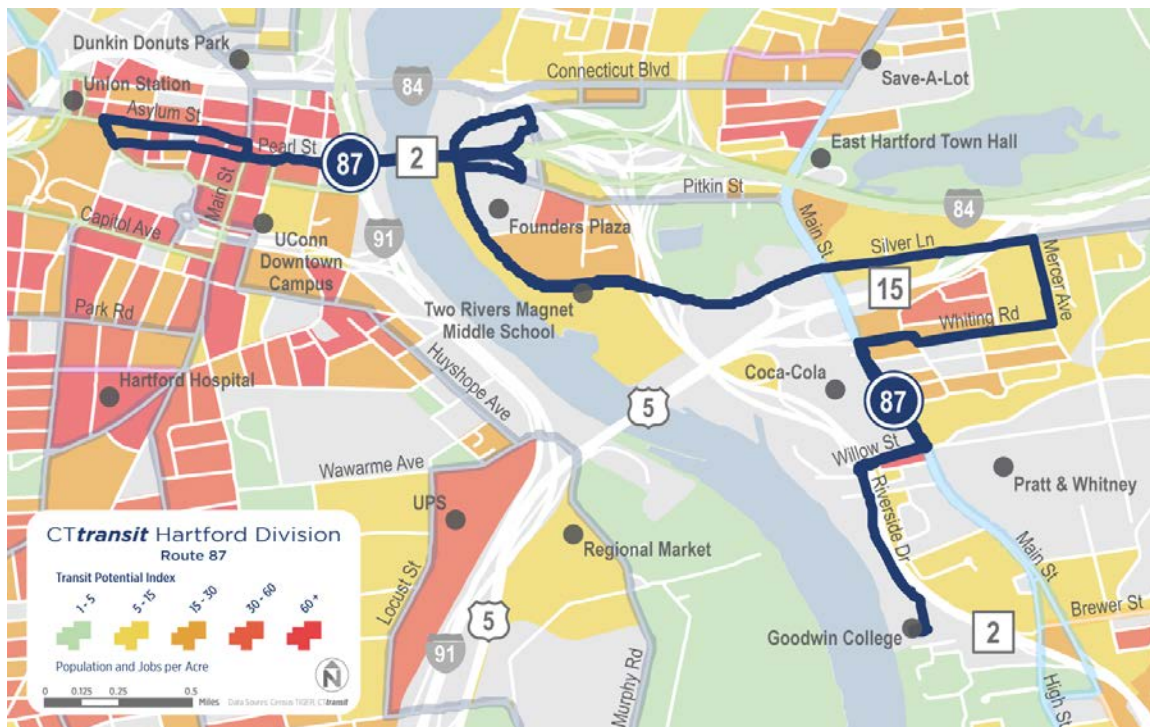 Dunkin Donuts Park
Union Station
Asylum St
Pearl St
87
2
84
91
Connecticut Blvd
Save-A-Lot
East Hartford Town Hall
Pitkin St
84
Main St
Capitol Ave
UConn
Downtown
Campus
Founders Plaza
Main St
Silver Ln
Mercer Ave
15
Whiting Rd
Two Rivers Magnet
Middle School
Park Rd
Hartford Hospital
Huyshope Ave
5
Coca-Cola
87
Wawarme Ave
Willow St
Pratt & Whitney
UPS
Regional Market
Riverside Dr
Main St
Locust St
5
91
Murphy Rd
Goodwin College
2
Brewer St
High St
CTtransit Hartford Division
Route 87
Transit Potential Index
1 - 5
5 - 15
15 - 30
30 - 60
60 +
Population and Jobs per Acre
N
0 0.125 0.25 0.5
Miles
Data Sources: Census TIGER, CTtransit